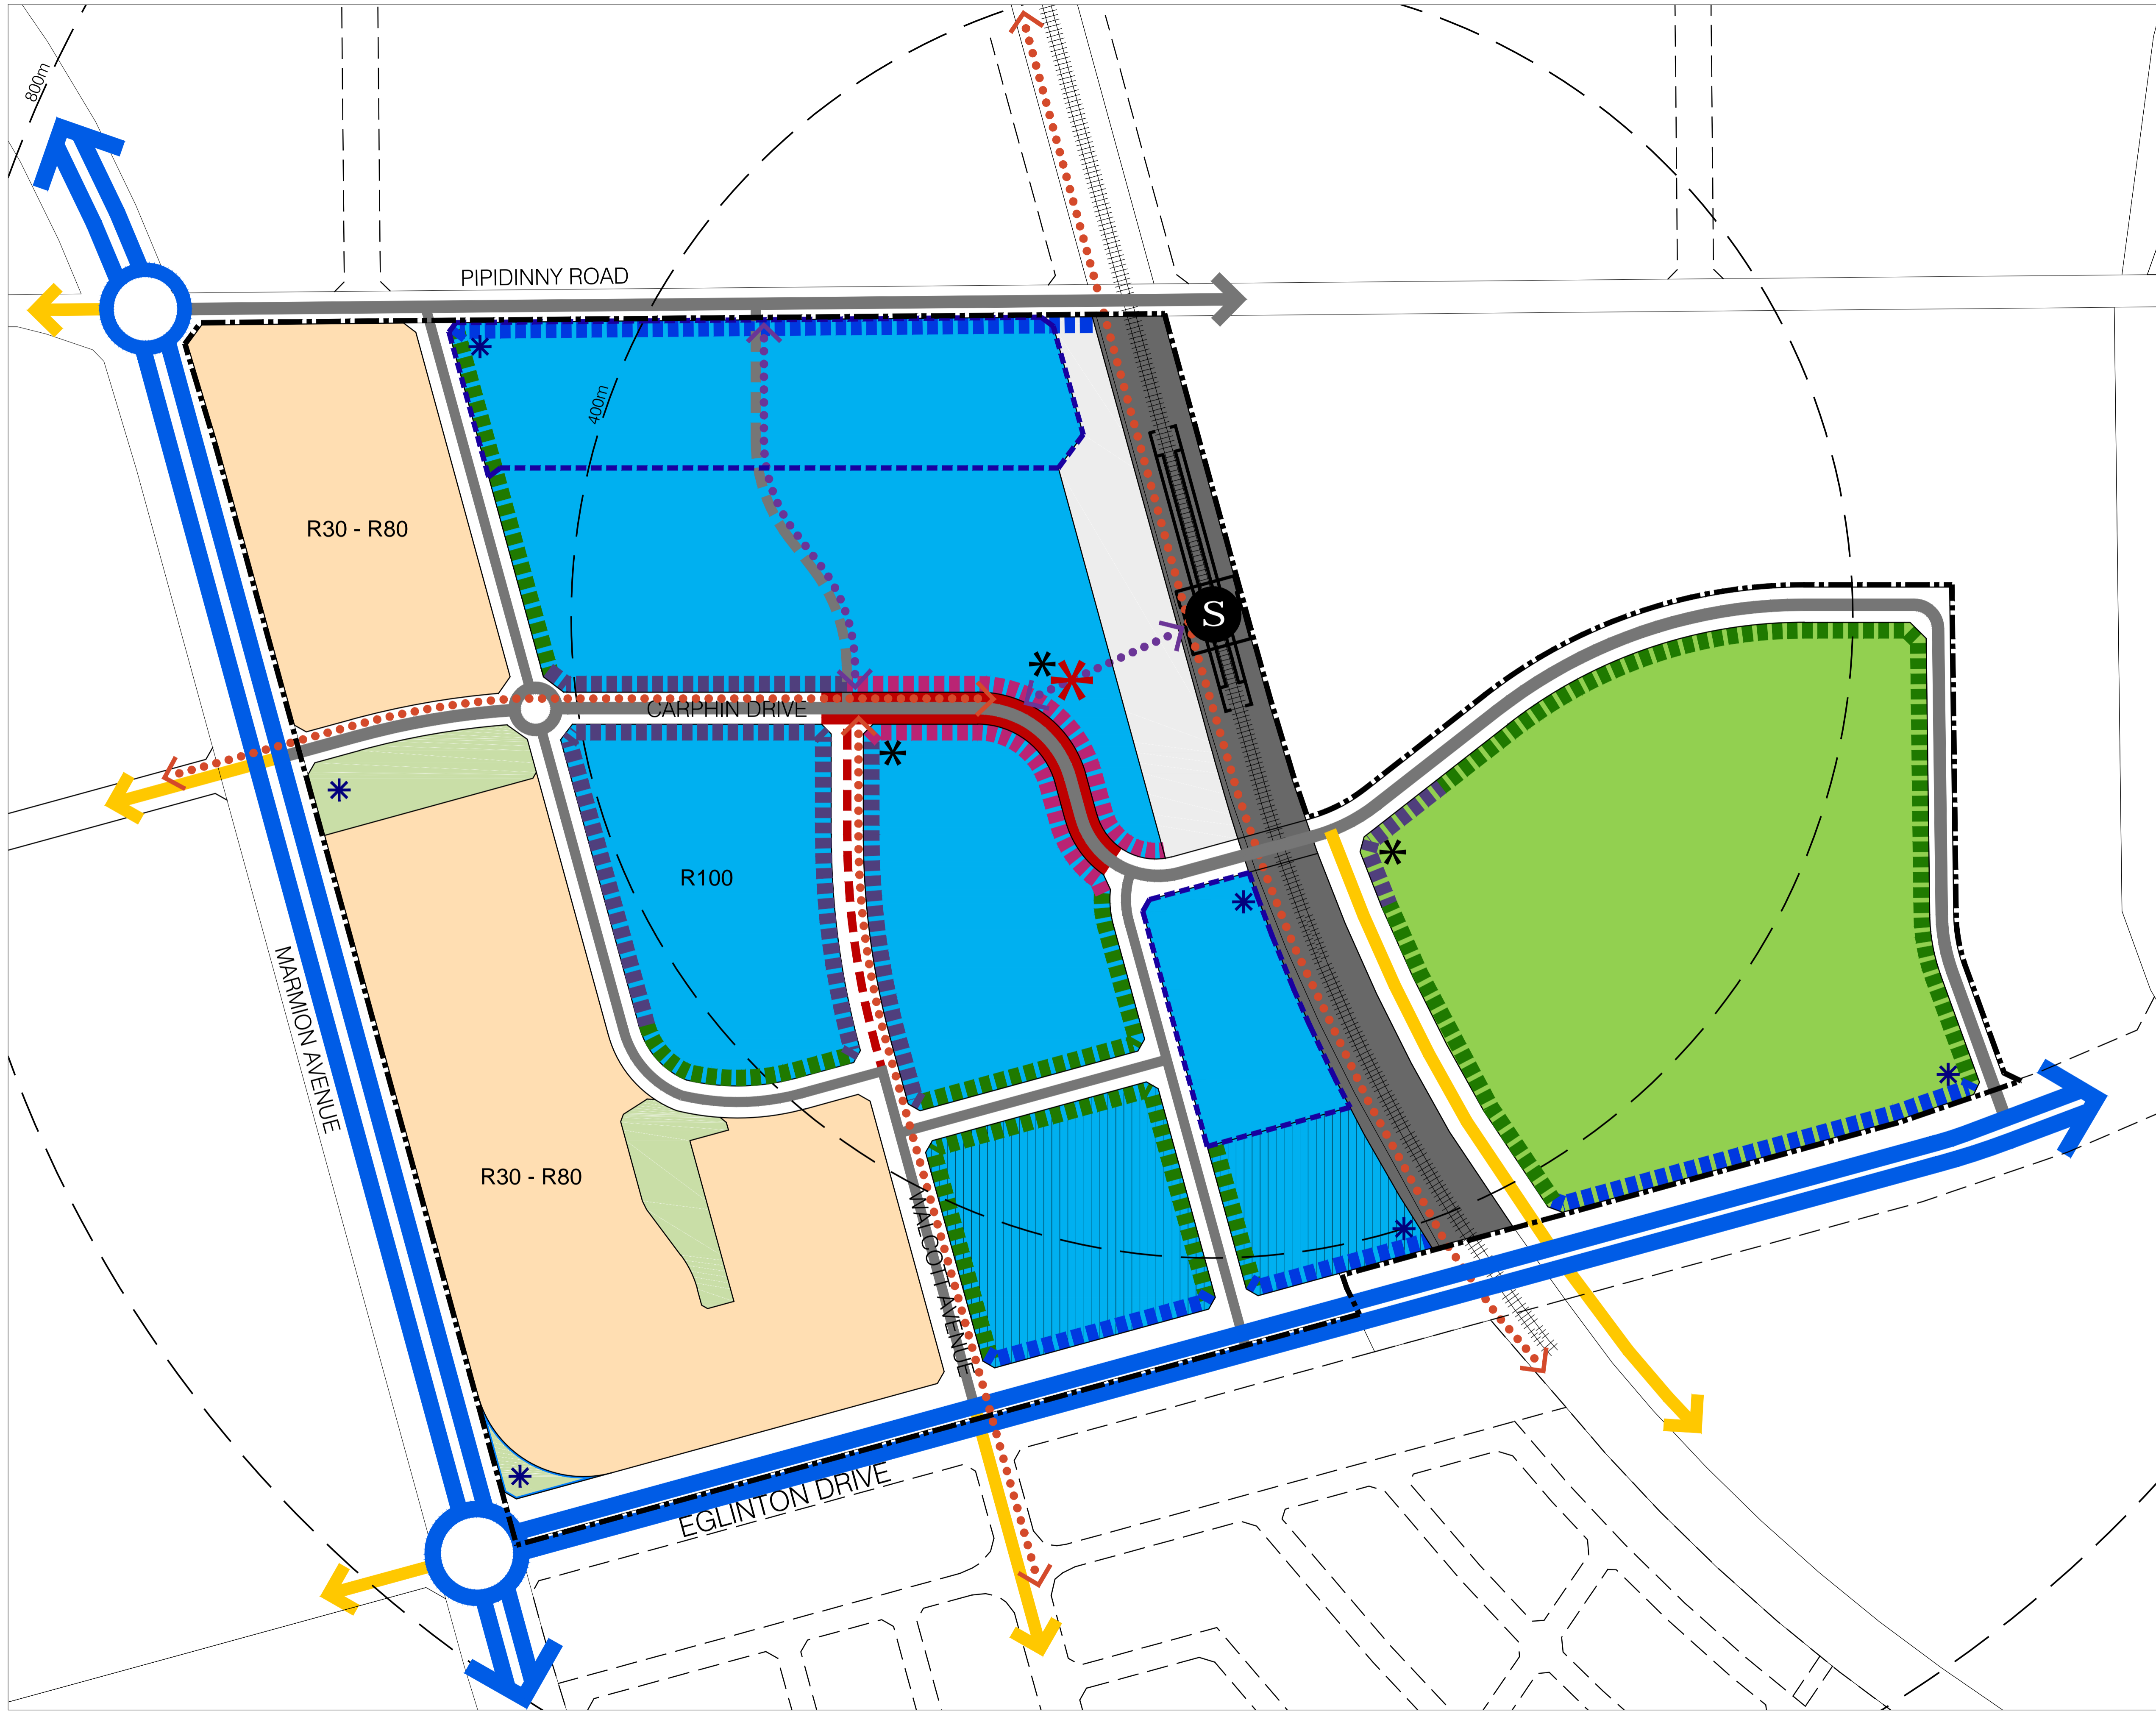 800m
PIPIDINNY ROAD
400m
R30 - R80
S
CARPHIN DRIVE
R100
MARMION AVENUE
R30 - R80
WALCOTT AVENUE
EGLINTON DRIVE